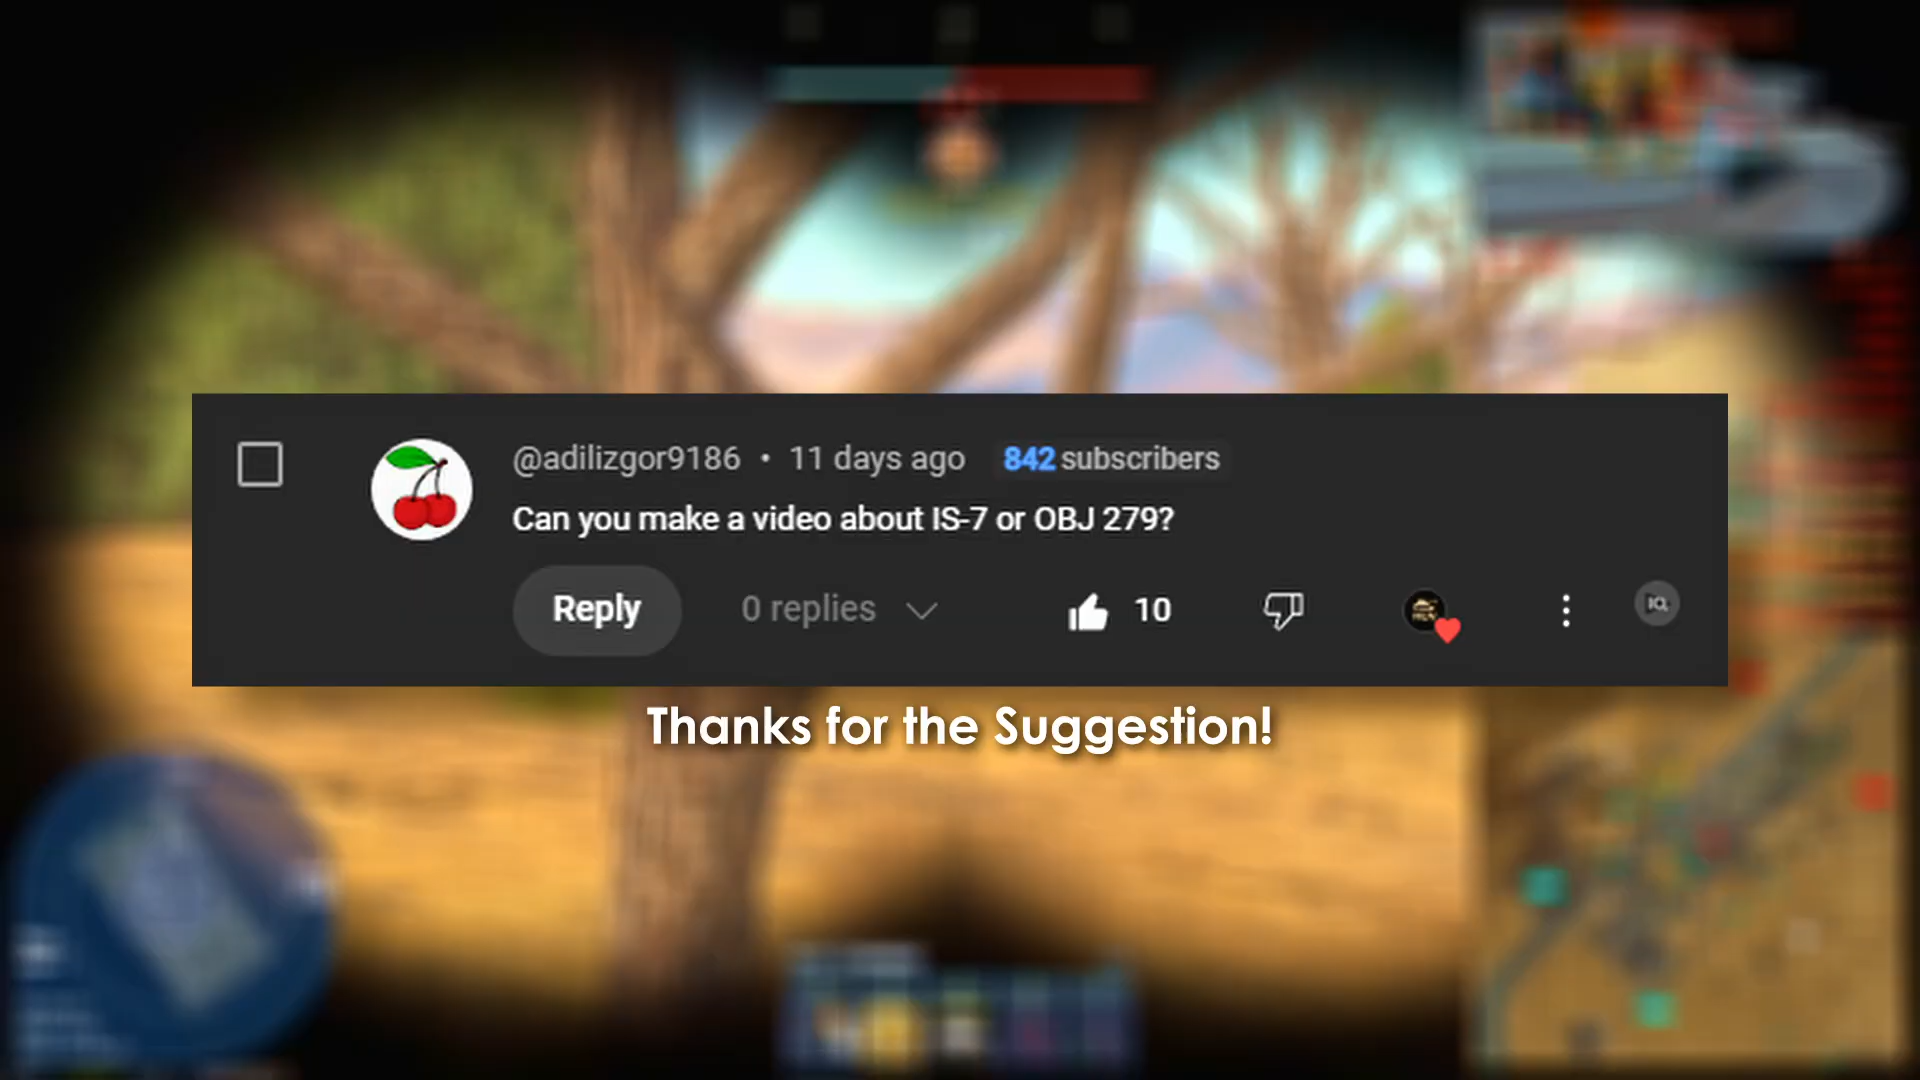 @adilizgor9186 • 11 days ago 842 subscribers
Can you make a video about IS-7 or OBJ 279?
Reply 0 replies 10 IQ
Thanks for the Suggestion!